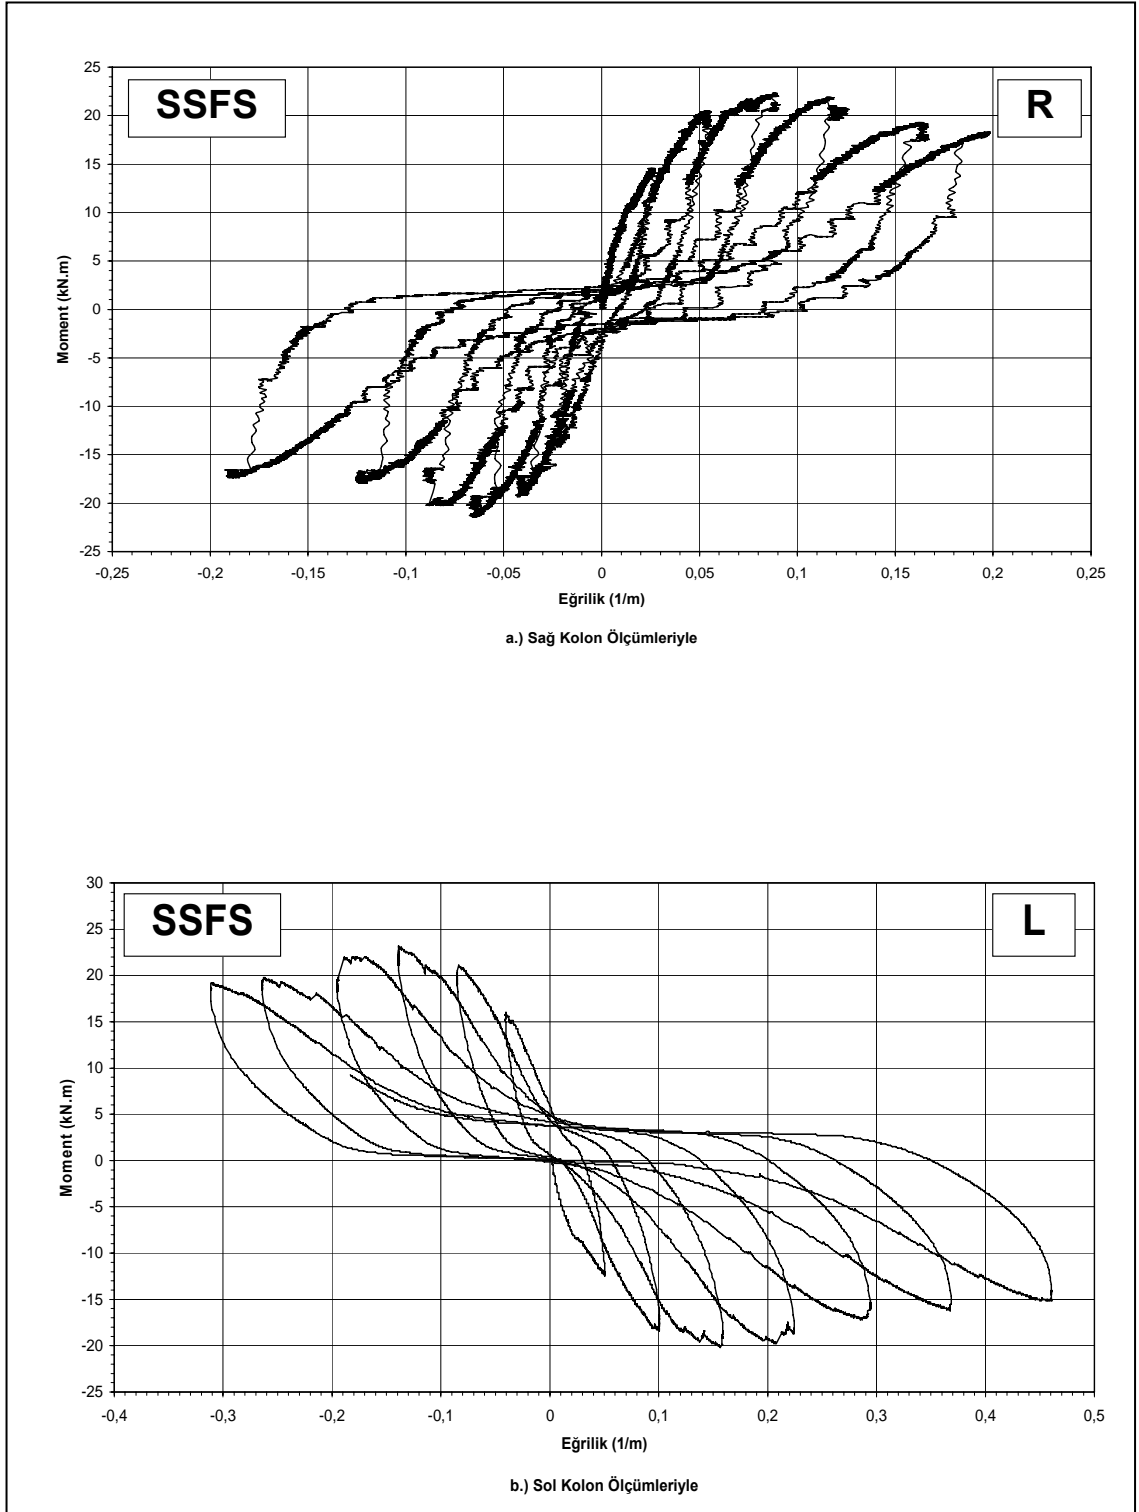 SSFS
R
25
20
15
10
5
0
-5
-10
-15
-20
-25
Moment (kN.m)
-0,25 -0,2 -0,15 -0,1 -0,05 0 0,05 0,1 0,15 0,2 0,25
Eğrilik (1/m)
a.) Sağ Kolon Ölçümleriyle
SSFS
L
30
25
20
15
10
5
0
-5
-10
-15
-20
-25
Moment (kN.m)
-0,4 -0,3 -0,2 -0,1 0 0,1 0,2 0,3 0,4 0,5
Eğrilik (1/m)
b.) Sol Kolon Ölçümleriyle